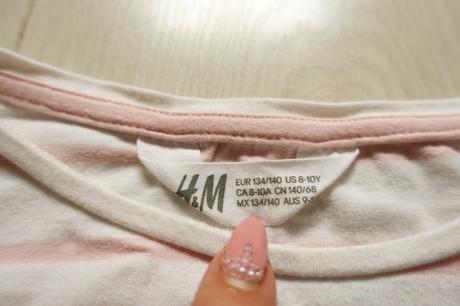 H&M
EUR 134/140 US 8-10Y
CA 8-10A CN 140/68
MX 134/140 AUS